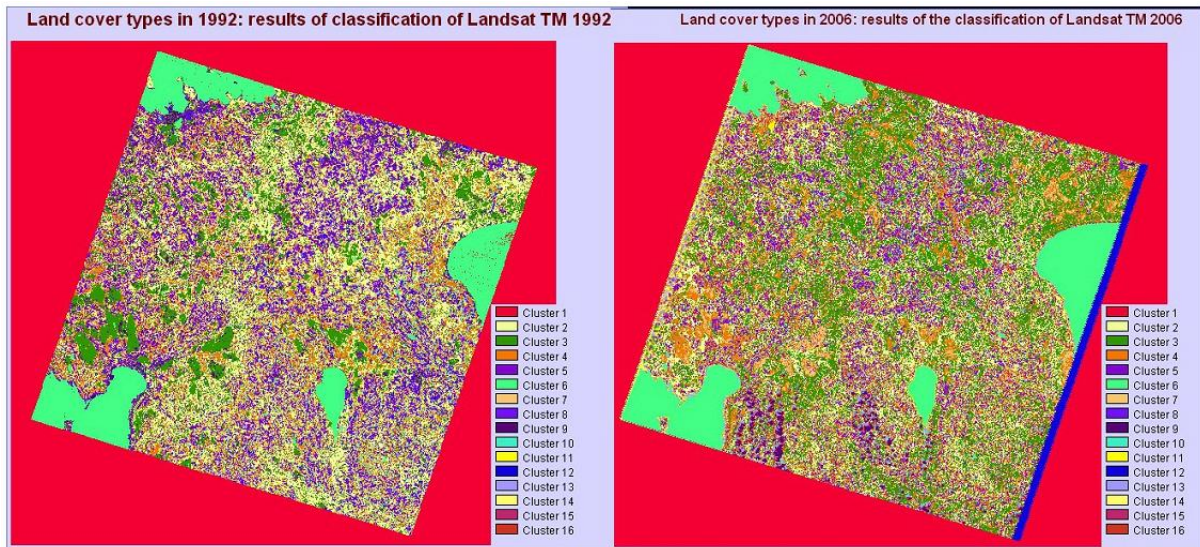 Land cover types in 1992: results of classification of Landsat TM 1992
Land cover types in 2006: results of the classification of Landsat TM 2006
Cluster 1
Cluster 2
Cluster 3
Cluster 4
Cluster 5
Cluster 6
Cluster 7
Cluster 8
Cluster 9
Cluster 10
Cluster 11
Cluster 12
Cluster 13
Cluster 14
Cluster 15
Cluster 16
Cluster 1
Cluster 2
Cluster 3
Cluster 4
Cluster 5
Cluster 6
Cluster 7
Cluster 8
Cluster 9
Cluster 10
Cluster 11
Cluster 12
Cluster 13
Cluster 14
Cluster 15
Cluster 16